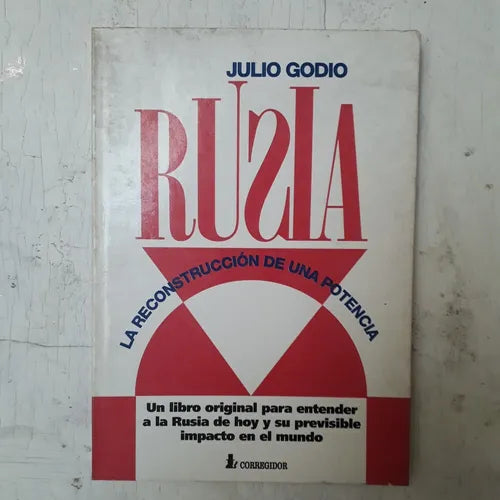 JULIO GODIO
RUSIA
LA RECONSTRUCCIÓN DE UNA POTENCIA
Un libro original para entender
a la Rusia de hoy y su previsible
impacto en el mundo
CORREGIDOR